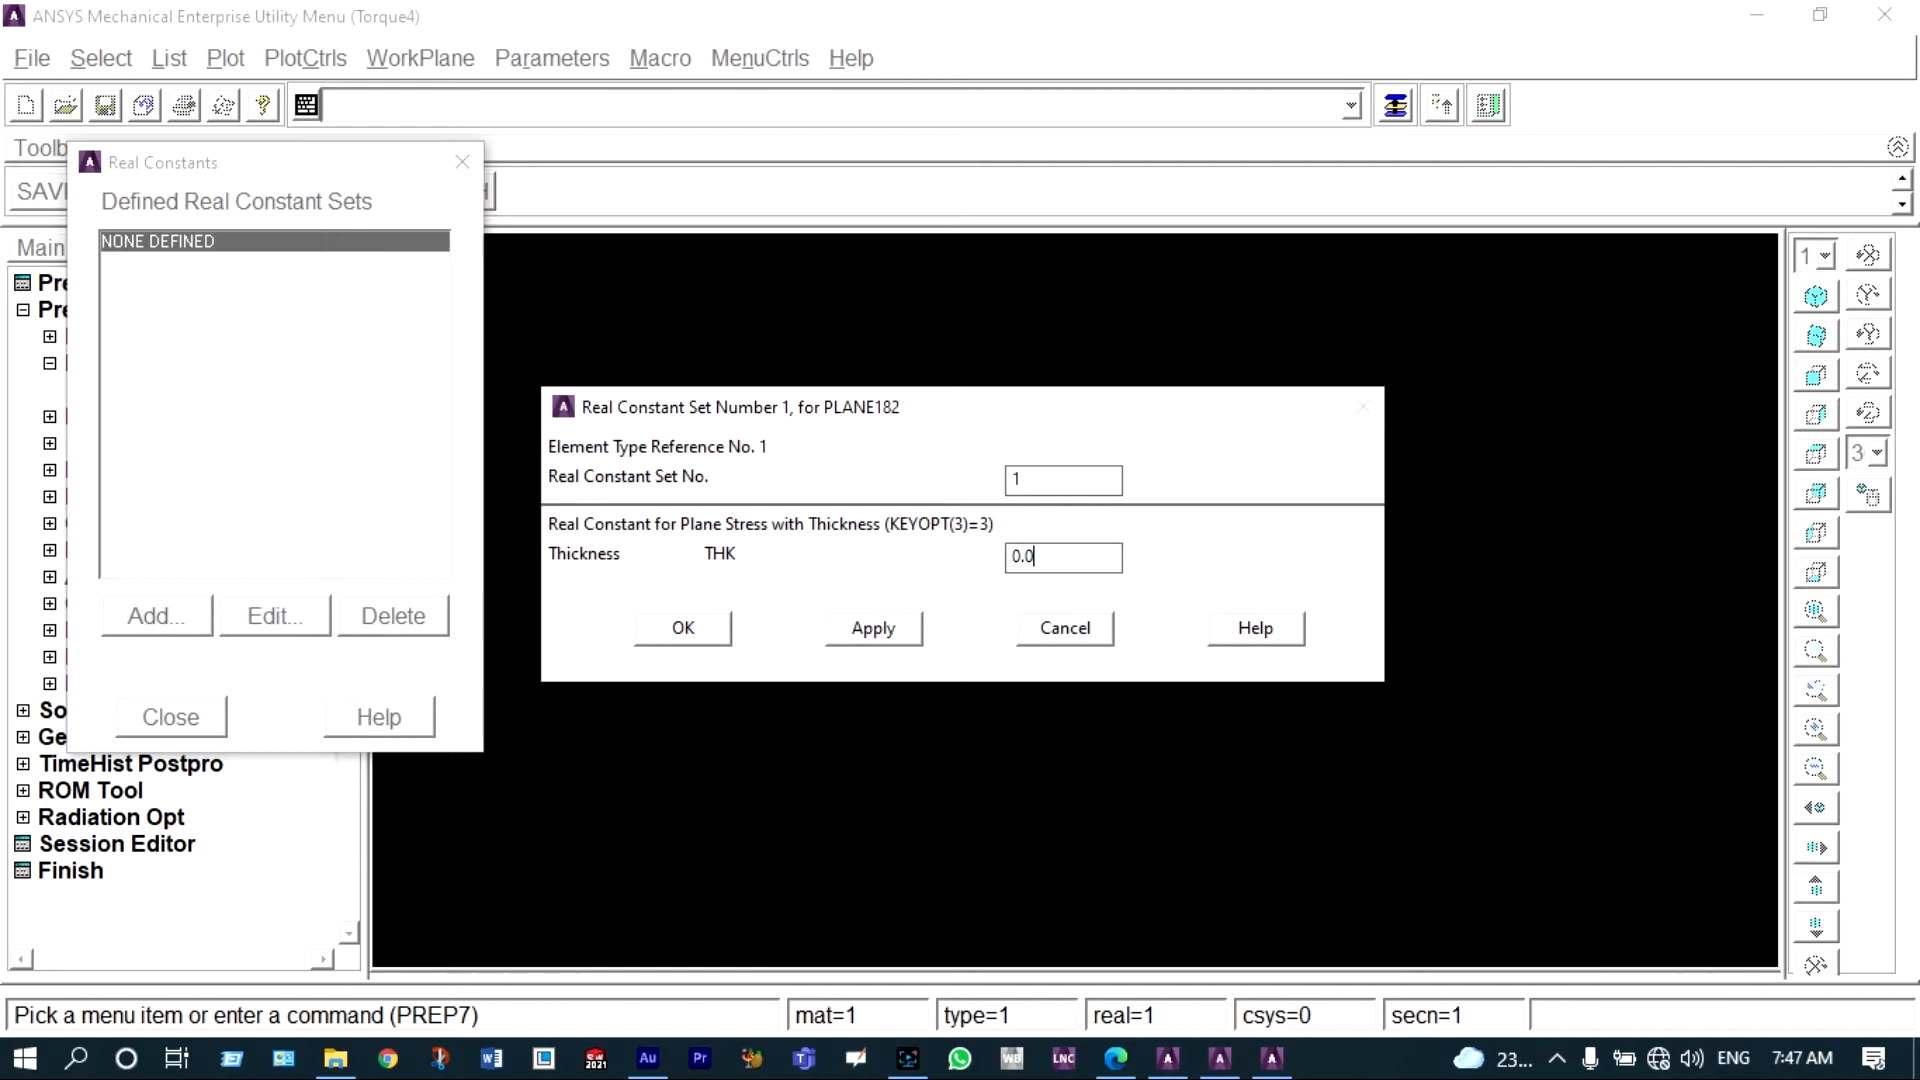 ANSYS Mechanical Enterprise Utility Menu (Torque4)
File Select List Plot PlotCtrls WorkPlane Parameters Macro MenuCtrls Help
Toolb
SAV
Real Constants
Defined Real Constant Sets
NONE DEFINED
Add... Edit... Delete
Close Help
Main
Pre
Pre
So
Ge
TimeHist Postpro
ROM Tool
Radiation Opt
Session Editor
Finish
Real Constant Set Number 1, for PLANE182
Element Type Reference No. 1
Real Constant Set No. 1
Real Constant for Plane Stress with Thickness (KEYOPT(3)=3)
Thickness THK 0.0
OK Apply Cancel Help
1
3
Pick a menu item or enter a command (PREP7) mat=1 type=1 real=1 csys=0 secn=1
23... ENG 7:47 AM